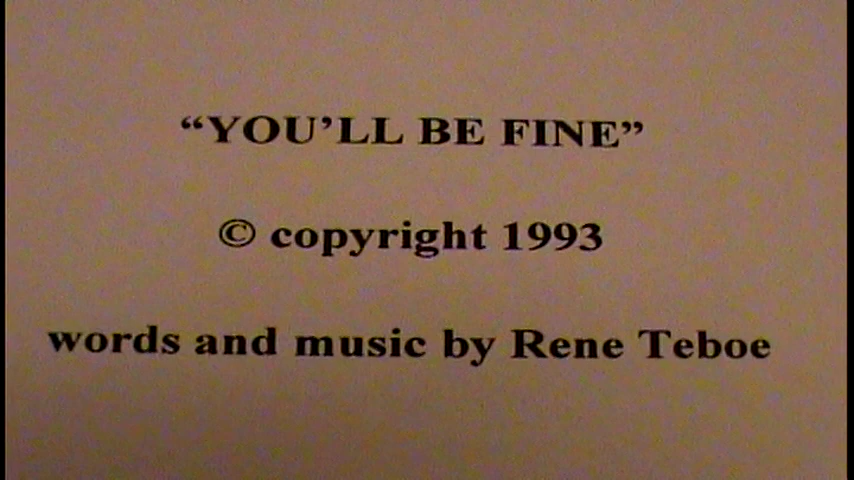 “YOU’LL BE FINE”
© copyright 1993
words and music by Rene Teboe